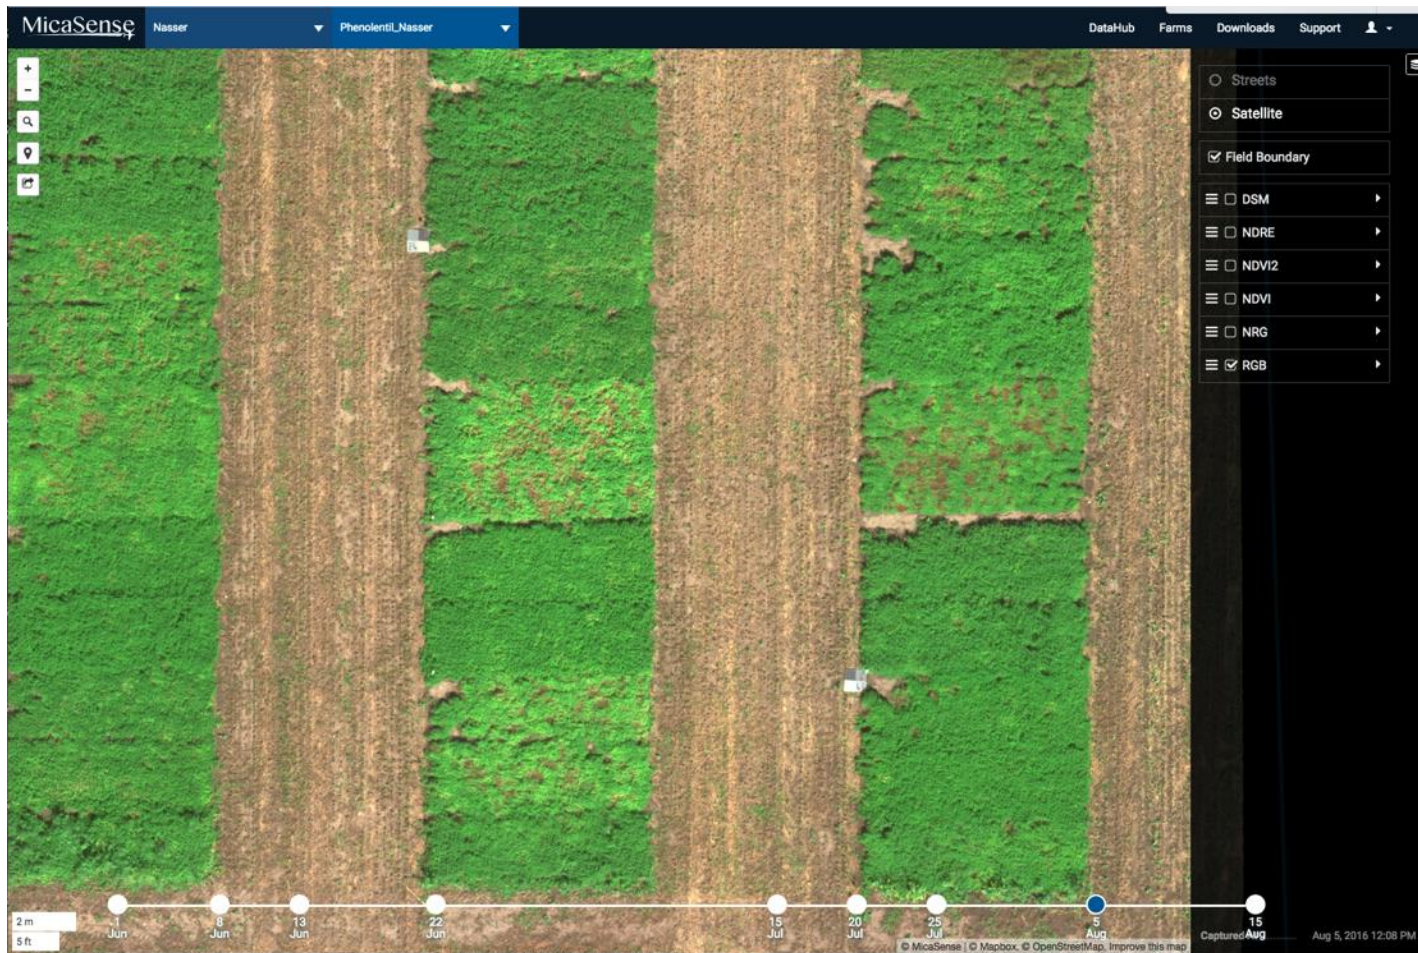 MicaSense
Nasser
Phenolentil_Nasser
DataHub Farms Downloads Support
+
−
Streets
Satellite
Field Boundary
DSM
NDRE
NDVI2
NDVI
NRG
RGB
2 m
5 ft
1 Jun
8 Jun
13 Jun
22 Jun
15 Jul
20 Jul
25 Jul
5 Aug
15 Aug
Captured
Aug 5, 2016 12:08 PM
© MicaSense | © Mapbox, © OpenStreetMap, Improve this map